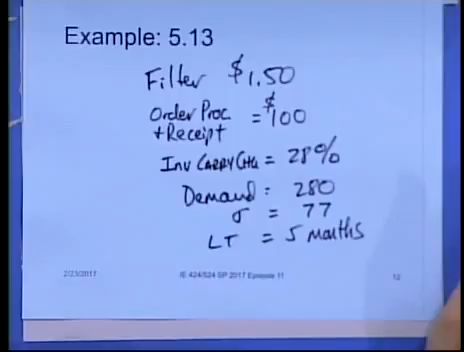 Example: 5.13
Filter $1.50
Order Proc. = $100
+ Receipt
Inv Carry Chg = 28%
Demand: 280
σ = 77
LT = 5 months
2/23/2017 IE 424/524 SP 2017 Episode 11 12